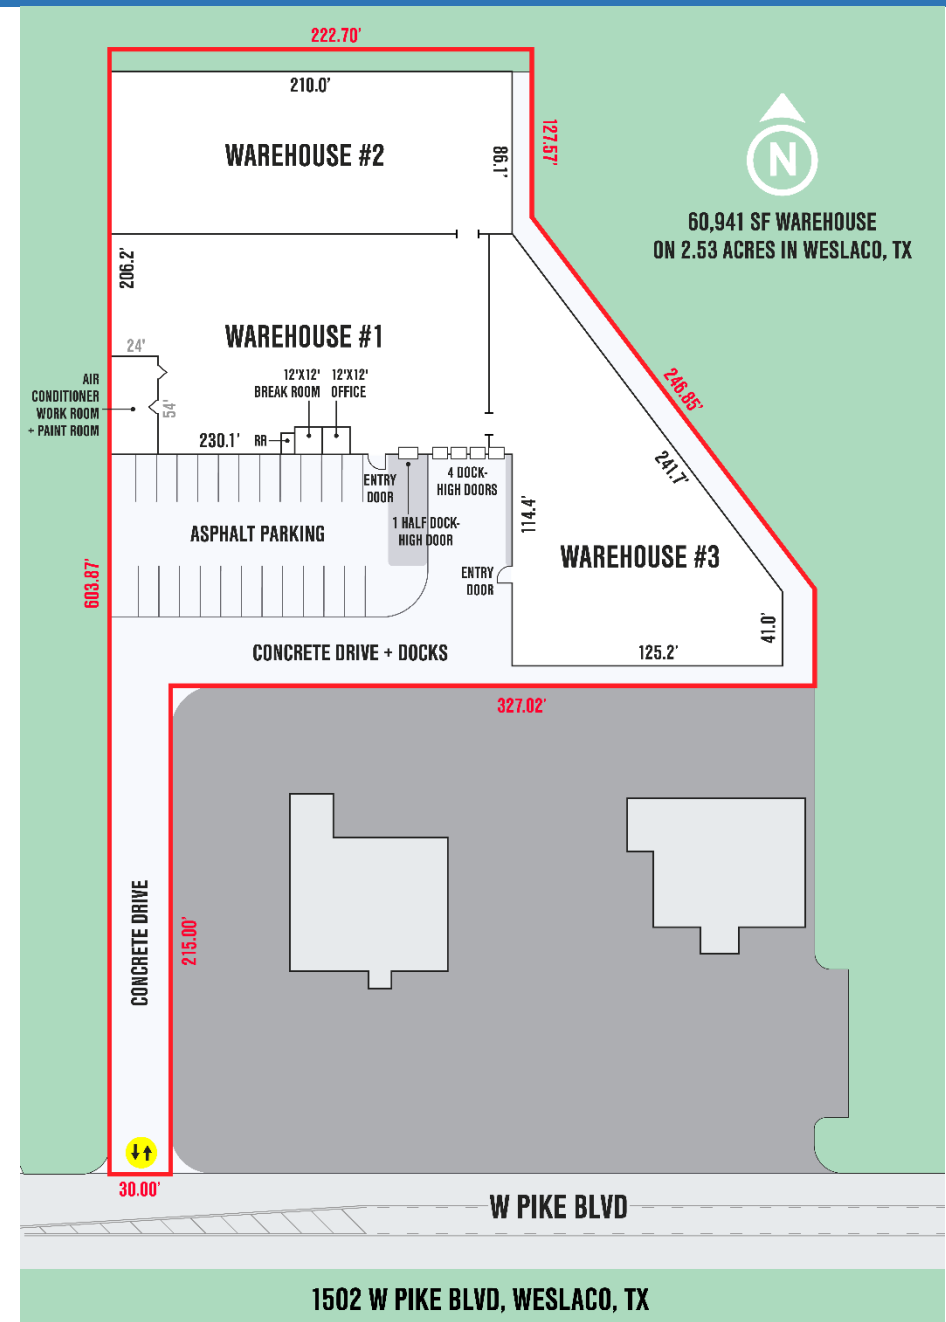 222.70'
210.0'
WAREHOUSE #2
86.1'
127.57'
N
60,941 SF WAREHOUSE
ON 2.53 ACRES IN WESLACO, TX
206.2'
WAREHOUSE #1
24'
54'
AIR
CONDITIONER
WORK ROOM
+ PAINT ROOM
12'X12'
BREAK ROOM
12'X12'
OFFICE
230.1'
RR
246.85'
241.7'
ENTRY
DOOR
4 DOCK-
HIGH DOORS
1 HALF DOCK-
HIGH DOOR
114.4'
ASPHALT PARKING
WAREHOUSE #3
ENTRY
DOOR
603.87'
41.0'
125.2'
CONCRETE DRIVE + DOCKS
327.02'
CONCRETE DRIVE
215.00'
30.00'
W PIKE BLVD
1502 W PIKE BLVD, WESLACO, TX